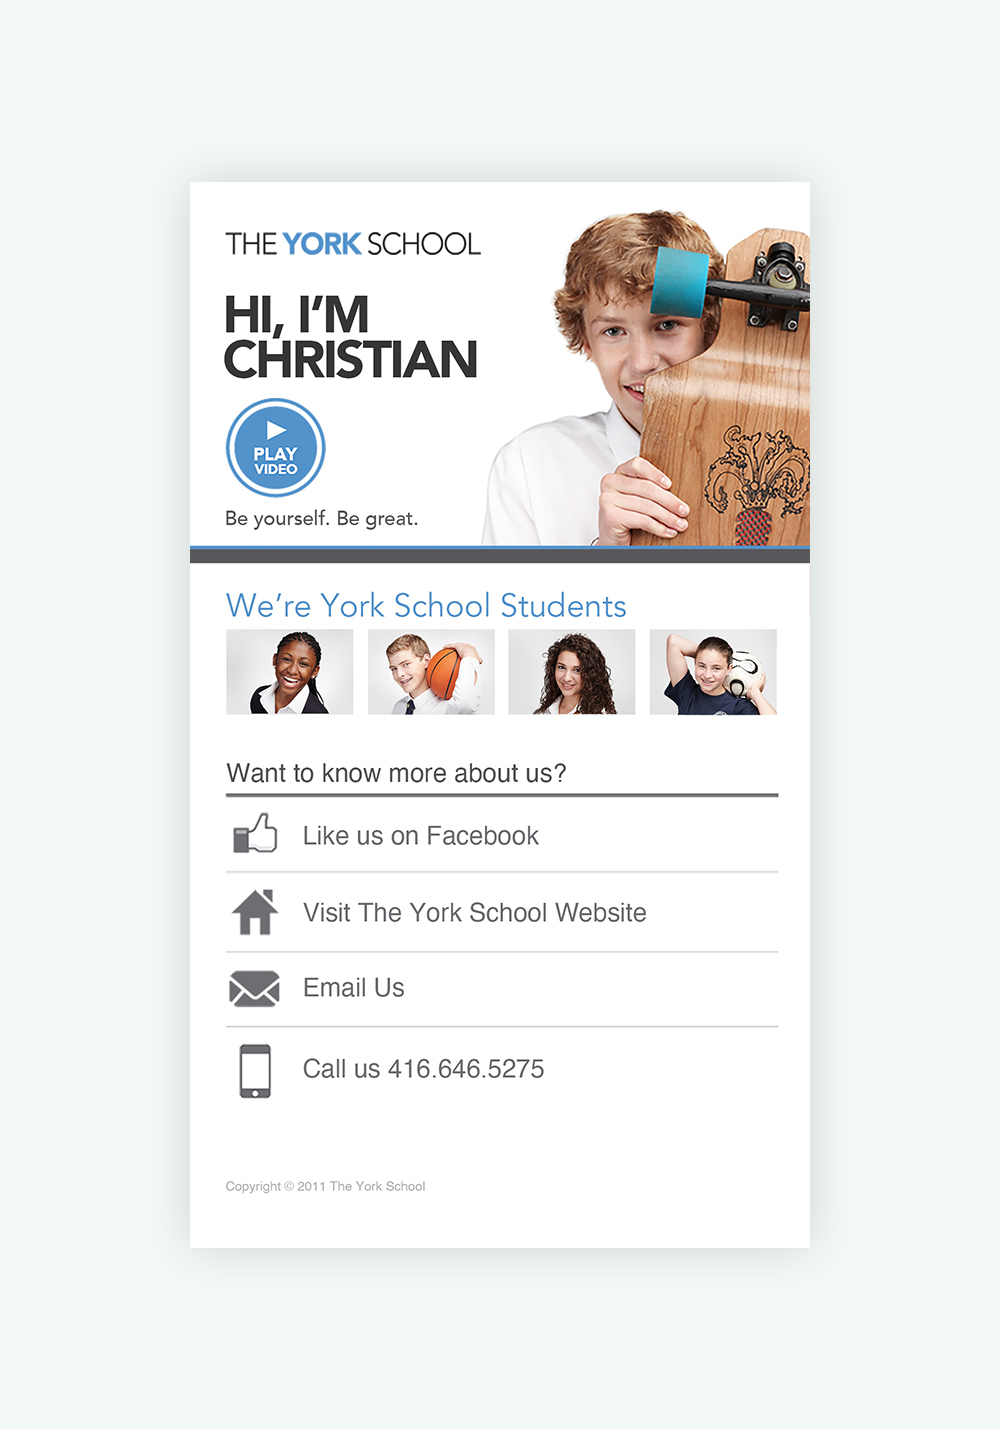 THE YORK SCHOOL
HI, I'M
CHRISTIAN
PLAY
VIDEO
Be yourself. Be great.
We're York School Students
Want to know more about us?
Like us on Facebook
Visit The York School Website
Email Us
Call us 416.646.5275
Copyright © 2011 The York School